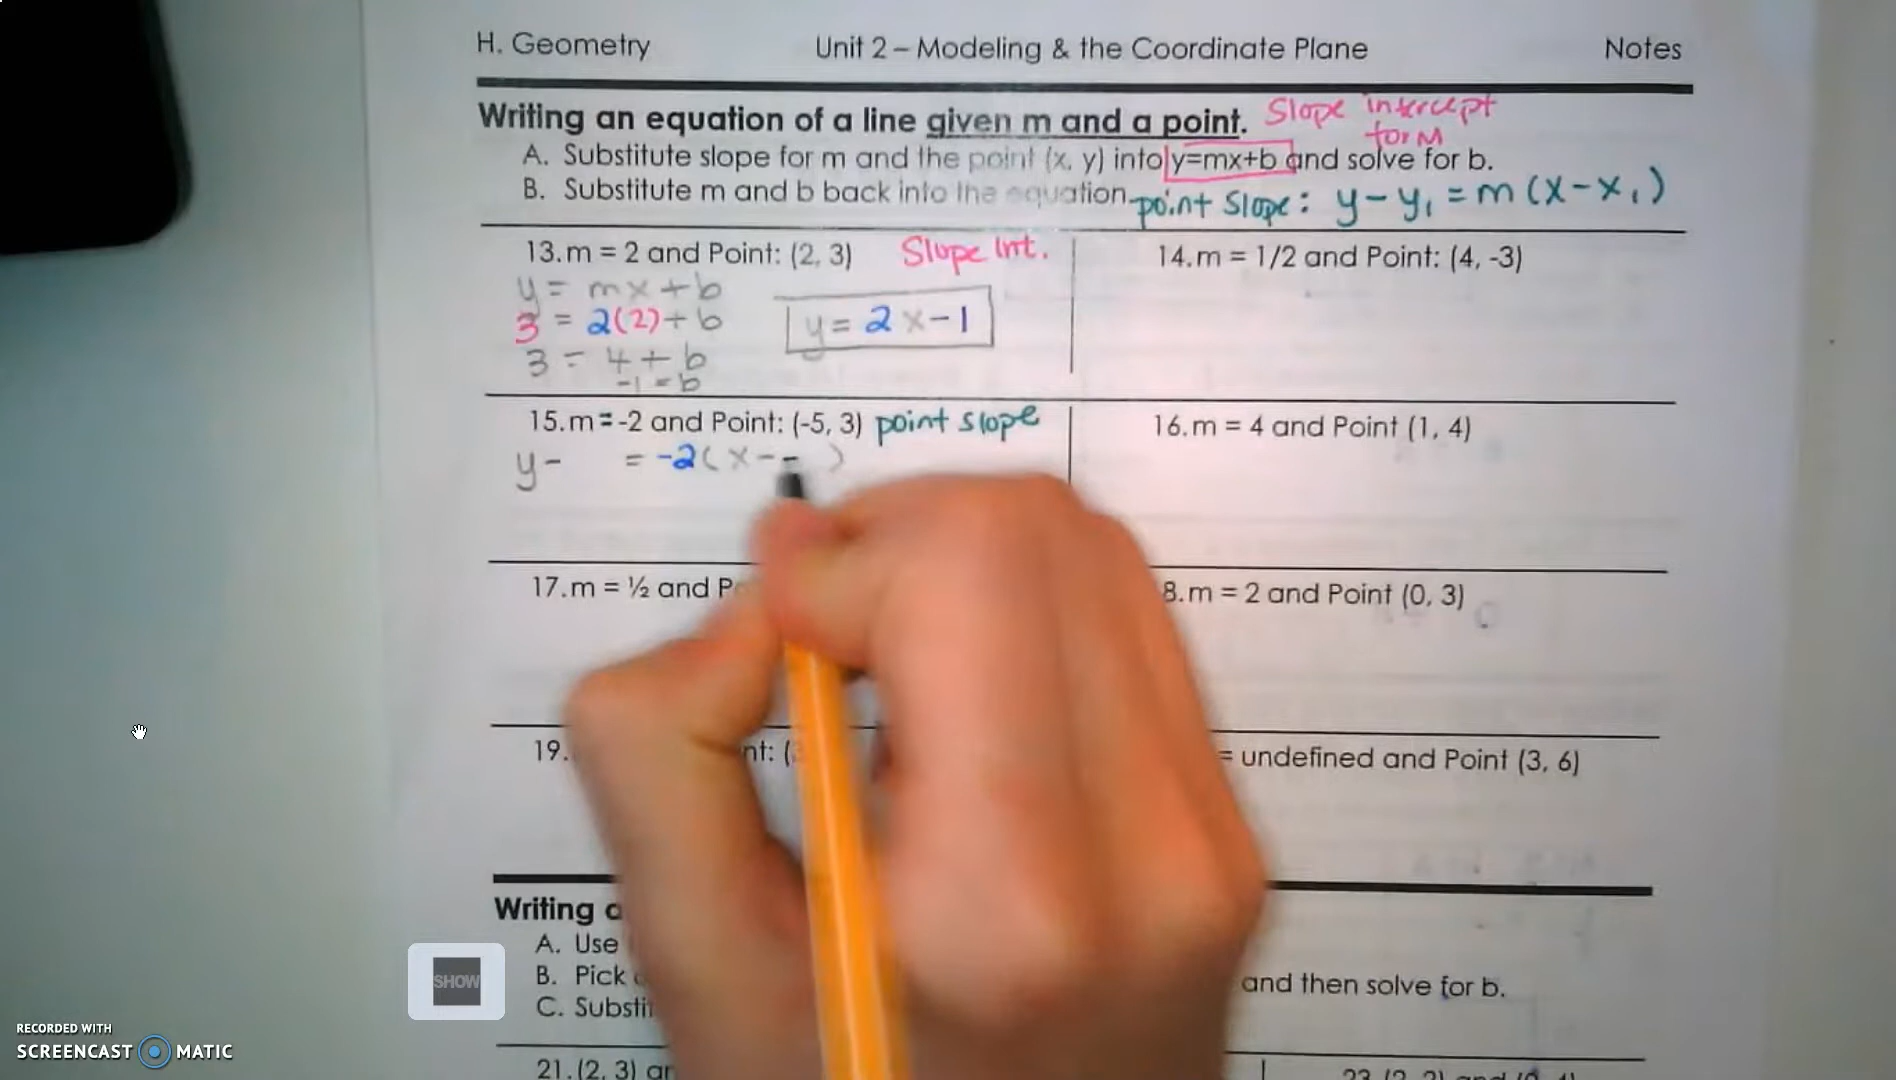 H. Geometry Unit 2 – Modeling & the Coordinate Plane Notes
Writing an equation of a line given m and a point. Slope intercept form
A. Substitute slope for m and the point (x, y) into y=mx+b and solve for b.
B. Substitute m and b back into the equation. point slope: y - y₁ = m(x - x₁)
13. m = 2 and Point: (2, 3) Slope Int.
y = mx + b
3 = 2(2) + b
3 = 4 + b
-1 = b
y = 2x - 1
14. m = 1/2 and Point: (4, -3)
15. m = -2 and Point: (-5, 3) point slope
y - = -2(x - - )
16. m = 4 and Point (1, 4)
17. m = ½ and
8. m = 2 and Point (0, 3)
19.
= undefined and Point (3, 6)
Writing
A. Use
B. Pick
and then solve for b.
C.
21. (2, 3)
SHOW
RECORDED WITH
SCREENCAST MATIC